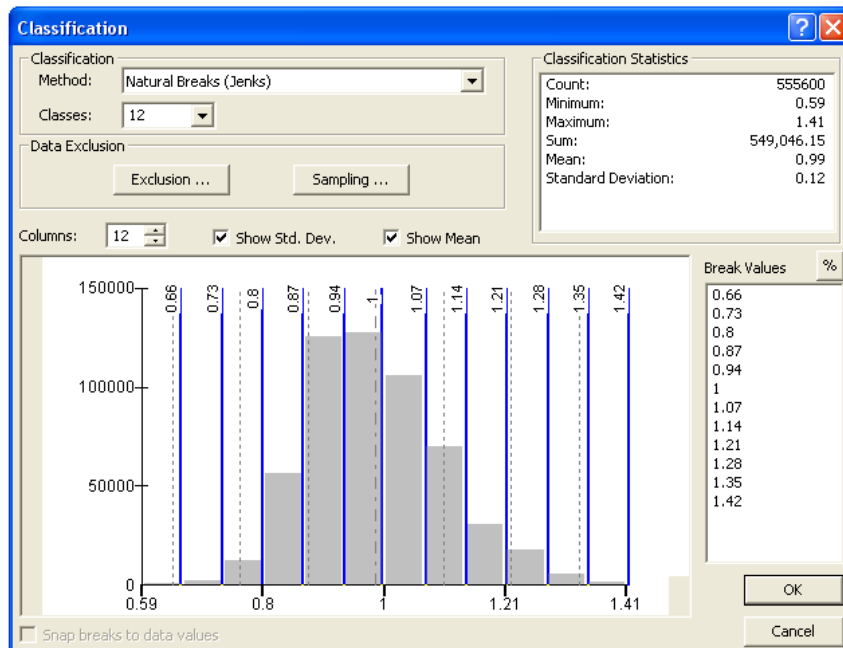 Classification
Classification
Method: Natural Breaks (Jenks)
Classes: 12
Data Exclusion
Exclusion ... Sampling ...
Classification Statistics
Count: 555600
Minimum: 0.59
Maximum: 1.41
Sum: 549,046.15
Mean: 0.99
Standard Deviation: 0.12
Columns: 12 Show Std. Dev. Show Mean
0.66 0.73 0.8 0.87 0.94 1 1.07 1.14 1.21 1.28 1.35 1.42
150000
100000
50000
0
0.59 0.8 1 1.21 1.41
Break Values %
0.66
0.73
0.8
0.87
0.94
1
1.07
1.14
1.21
1.28
1.35
1.42
OK
Cancel
Snap breaks to data values